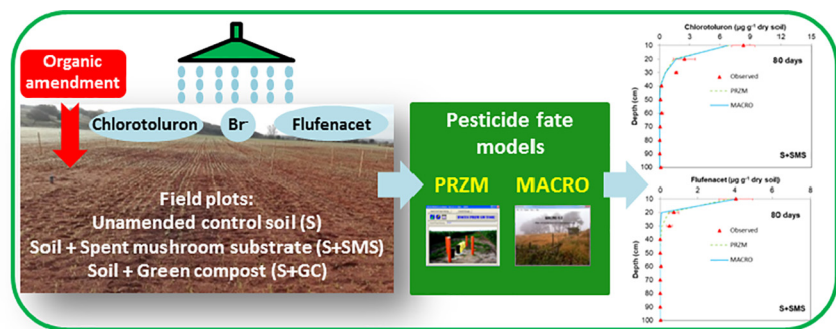 Organic
amendment
Chlorotoluron
Br-
Flufenacet
Field plots:
Unamended control soil (S)
Soil + Spent mushroom substrate (S+SMS)
Soil + Green compost (S+GC)
Pesticide fate
models
PRZM MACRO
Chlorotoluron (µg g⁻¹ dry soil)
0 3 6 9 12 15
10
20
30
40
50
60
70
80
90
100
Depth (cm)
80 days
Observed
PRZM
MACRO
S+SMS
Flufenacet (µg g⁻¹ dry soil)
0 2 4 6 8
10
20
30
40
50
60
70
80
90
100
Depth (cm)
80 days
Observed
PRZM
MACRO
S+SMS